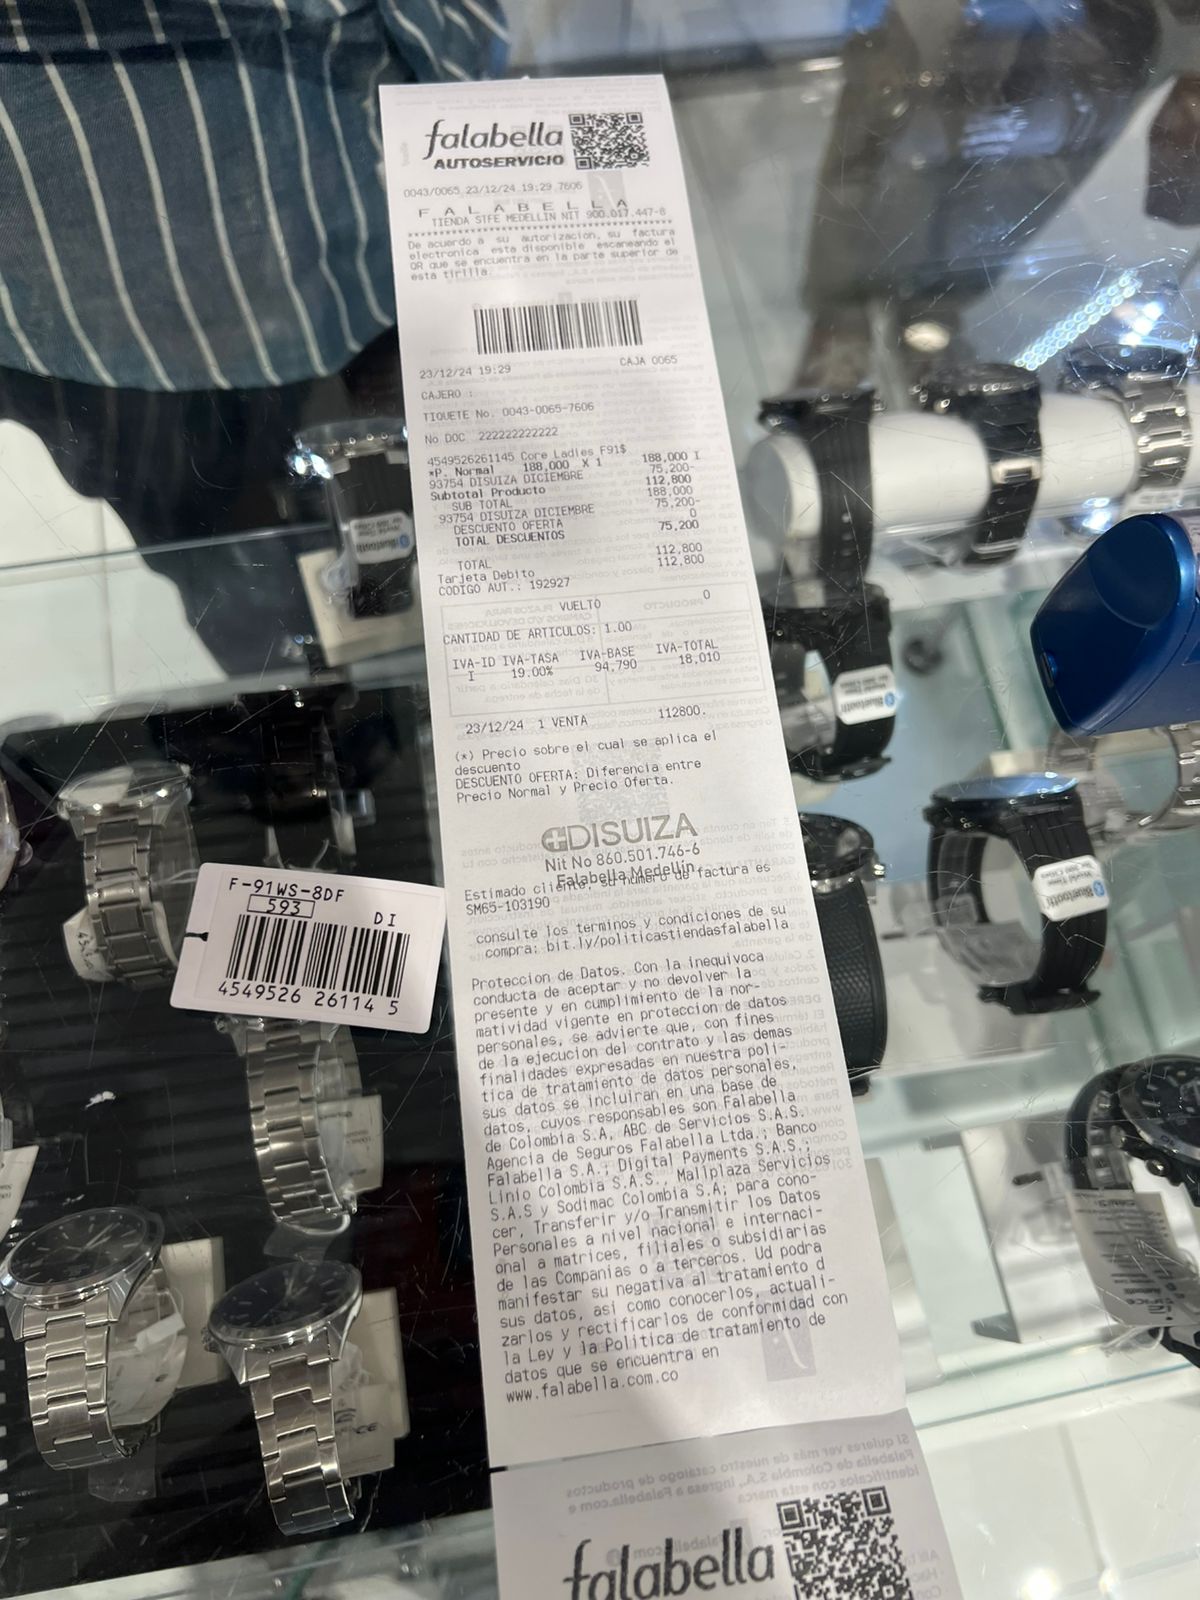 falabella
AUTOSERVICIO
0043/0065 23/12/24 19:29 7606
F A L A B E L L A
TIENDA STFE MEDELLIN NIT 900.017.447-8
De acuerdo a su autorización, su factura
electronica esta disponible escaneando el
QR que se encuentra en la parte superior de
esta tirilla.
23/12/24 19:29 CAJA 0065
CAJERO :
TIQUETE No. 0043-0065-7606
No DOC 222222222222
4549526261145 Core Ladies F91$
*P. Normal 188,000 X 1 188,000 I
93754 DISUIZA DICIEMBRE 75,200-
Subtotal Producto 112,800
SUB TOTAL 188,000
93754 DISUIZA DICIEMBRE 75,200-
DESCUENTO OFERTA 0
TOTAL DESCUENTOS 75,200
TOTAL 112,800
Tarjeta Debito 112,800
CODIGO AUT.: 192927
VUELTO 0
CANTIDAD DE ARTICULOS: 1.00
IVA-ID IVA-TASA IVA-BASE IVA-TOTAL
I 19.00% 94,790 18,010
23/12/24 1 VENTA 112800.
(*) Precio sobre el cual se aplica el
descuento
DESCUENTO OFERTA: Diferencia entre
Precio Normal y Precio Oferta.
DISUIZA
Nit No 860.501.746-6
Falabella Medellin
Estimado cliente, su numero de factura es
SM65-103190
consulte los terminos y condiciones de su
compra: bit.ly/politicastiendasfalabella
Proteccion de Datos. Con la inequivoca
conducta de aceptar y no devolver la
presente y en cumplimiento de la nor-
matividad vigente en proteccion de datos
personales, se advierte que, con fines
de la ejecucion del contrato y las demas
finalidades expresadas en nuestra poli-
tica de tratamiento de datos personales,
sus datos se incluiran en una base de
datos, cuyos responsables son Falabella
de Colombia S.A, ABC de Servicios S.A.S.
Agencia de Seguros Falabella Ltda.; Banco
Falabella S.A.; Digital Payments S.A.S.;
Linio Colombia S.A.S., Mallplaza Servicios
S.A.S y Sodimac Colombia S.A; para cono-
cer, Transferir y/o Transmitir los Datos
Personales a nivel nacional e internaci-
onal a matrices, filiales o subsidiarias
de las Companias o a terceros. Ud podra
manifestar su negativa al tratamiento d
sus datos, asi como conocerlos, actuali-
zarlos y rectificarlos de conformidad con
la Ley y la Politica de tratamiento de
datos que se encuentra en
www.falabella.com.co
falabella
F-91WS-8DF
593 DI
4549526 26114 5
Bluetooth
Bluetooth
Bluetooth